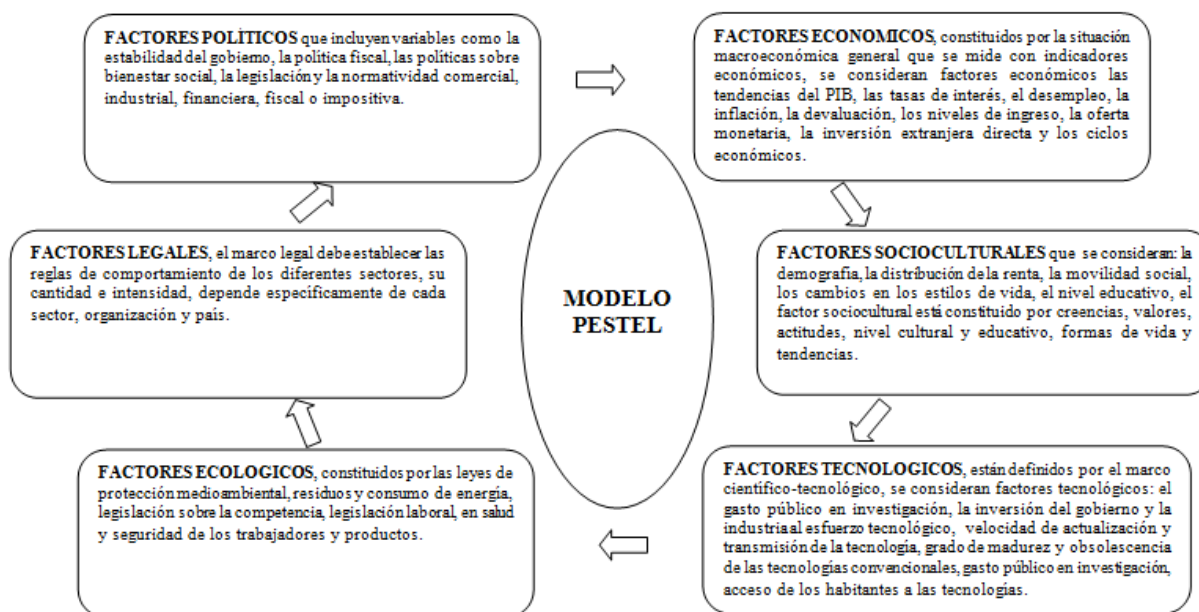 FACTORES POLÌTICOS que incluyen variables como la
estabilidad del gobierno, la política fiscal, las políticas sobre
bienestar social, la legislación y la normatividad comercial,
industrial, financiera, fiscal o impositiva.
FACTORES ECONOMICOS, constituidos por la situación
macroeconómica general que se mide con indicadores
económicos, se consideran factores económicos las
tendencias del PIB, las tasas de interés, el desempleo, la
inflación, la devaluación, los niveles de ingreso, la oferta
monetaria, la inversión extranjera directa y los ciclos
económicos.
FACTORES SOCIOCULTURALES que se consideran: la
demografía, la distribución de la renta, la movilidad social,
los cambios en los estilos de vida, el nivel educativo, el
factor sociocultural está constituido por creencias, valores,
actitudes, nivel cultural y educativo, formas de vida y
tendencias.
FACTORES TECNOLOGICOS, están definidos por el marco
científico-tecnológico, se consideran factores tecnológicos: el
gasto público en investigación, la inversión del gobierno y la
industria al esfuerzo tecnológico, velocidad de actualización y
transmisión de la tecnología, grado de madurez y obsolescencia
de las tecnologías convencionales, gasto público en investigación,
acceso de los habitantes a las tecnologías.
FACTORES ECOLOGICOS, constituidos por las leyes de
protección medioambiental, residuos y consumo de energía,
legislación sobre la competencia, legislación laboral, en salud
y seguridad de los trabajadores y productos.
FACTORES LEGALES, el marco legal debe establecer las
reglas de comportamiento de los diferentes sectores, su
cantidad e intensidad, depende específicamente de cada
sector, organización y país.
MODELO
PESTEL